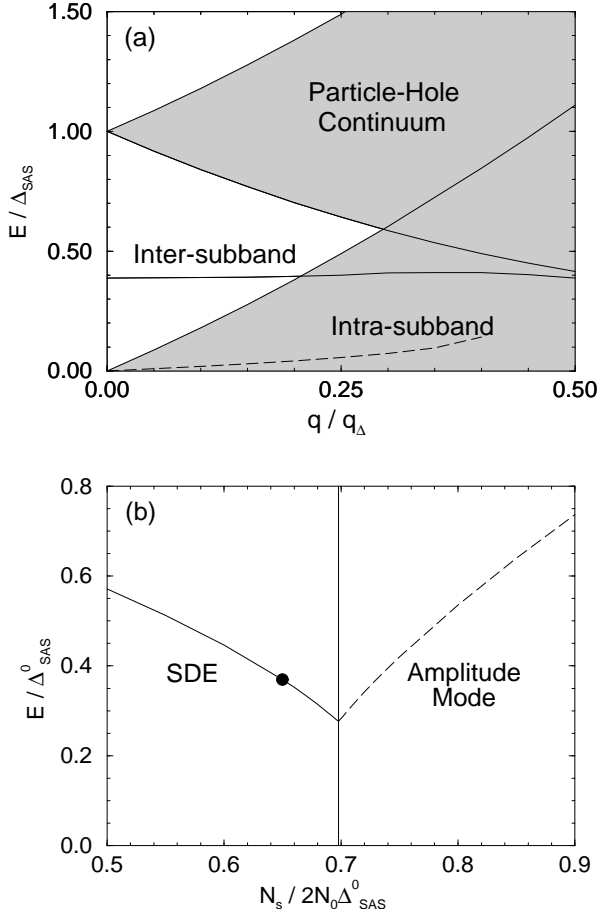 (a)
1.50
Particle-Hole
Continuum
1.00
E / Δ_SAS
Inter-subband
0.50
Intra-subband
0.00
0.00 0.25 0.50
q / q_Δ
(b)
0.8
0.6
E / Δ^0_SAS
SDE
Amplitude
Mode
0.4
0.2
0.0
0.5 0.6 0.7 0.8 0.9
N_s / 2N_0Δ^0_SAS